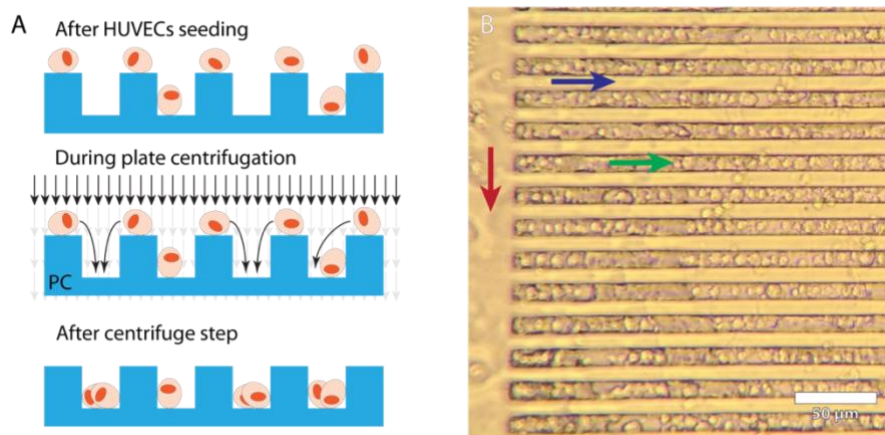 A
After HUVECs seeding
During plate centrifugation
PC
After centrifuge step
B
50 µm